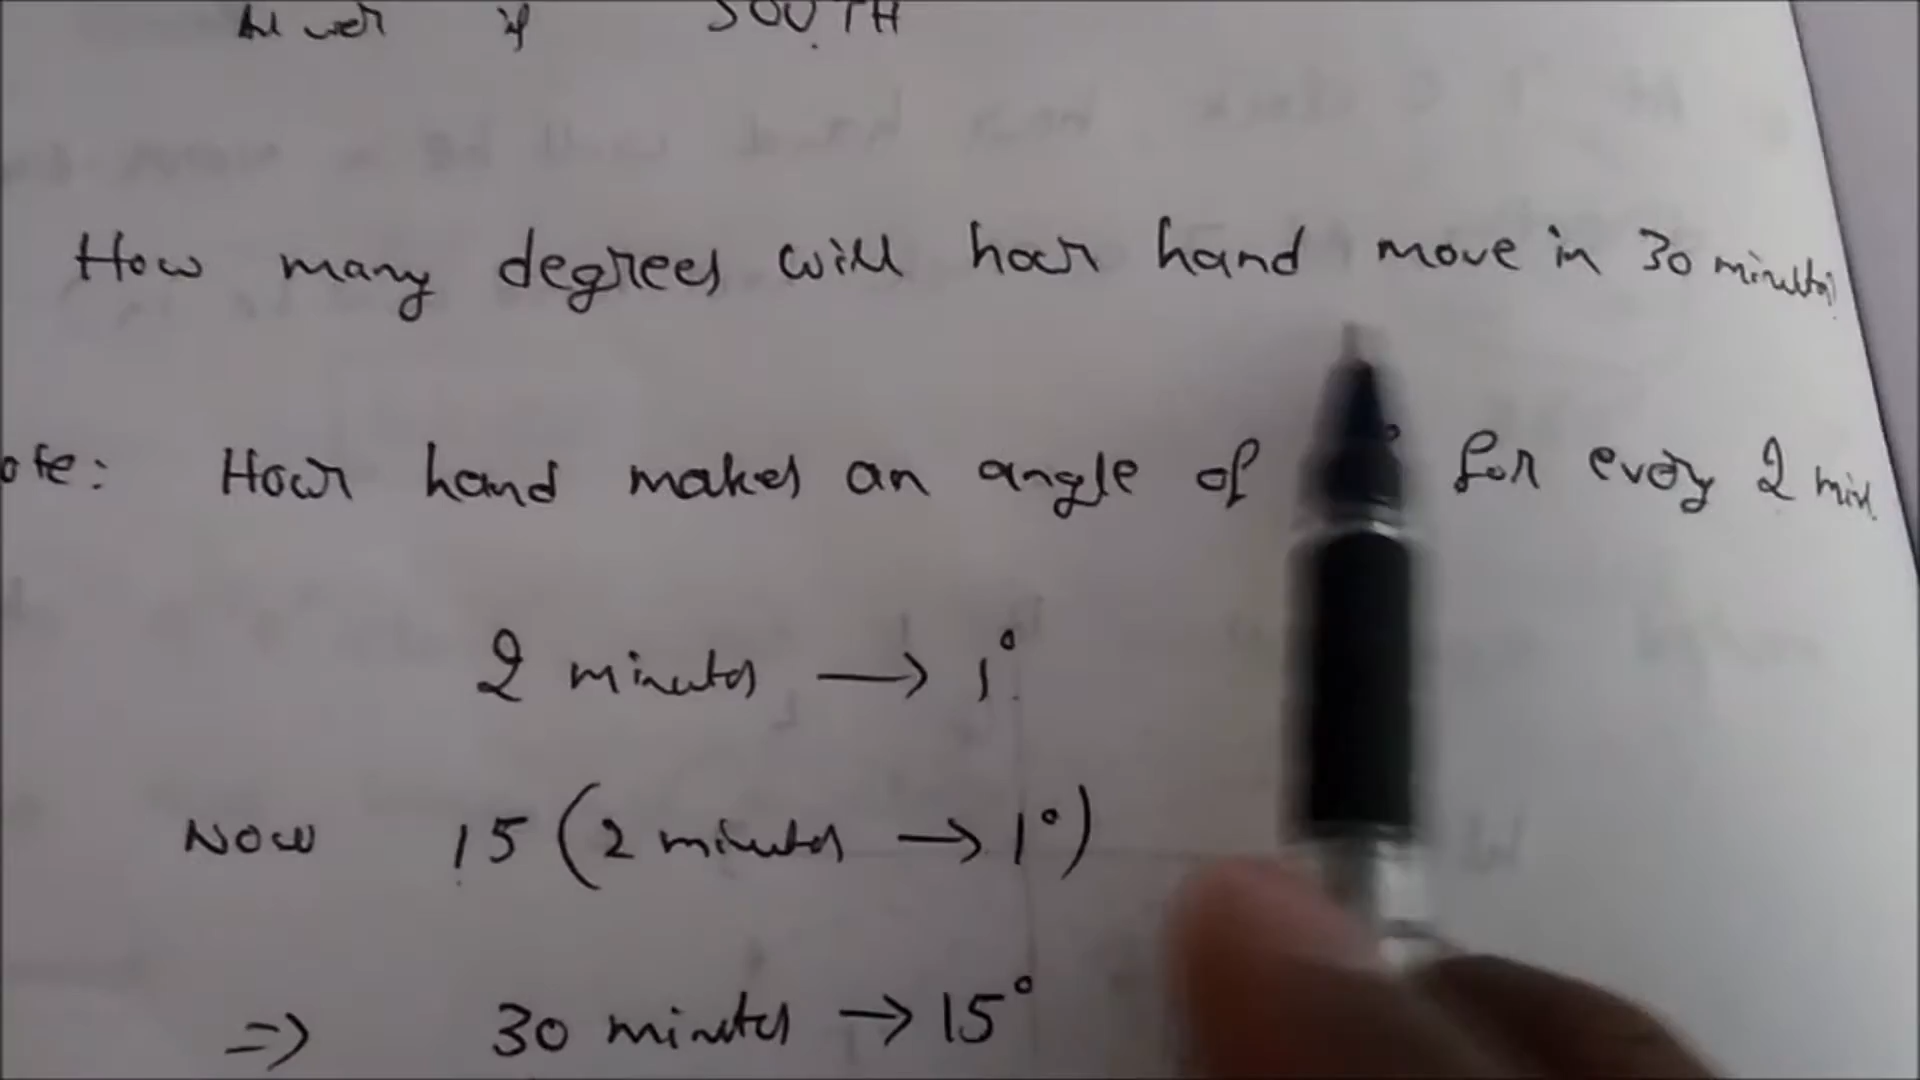 SOUTH
How many degrees will hour hand move in 30 minutes
ote: Hour hand makes an angle of ° for every 2 min.
2 minutes → 1°
Now 15 (2 minutes → 1°)
⇒ 30 minutes → 15°